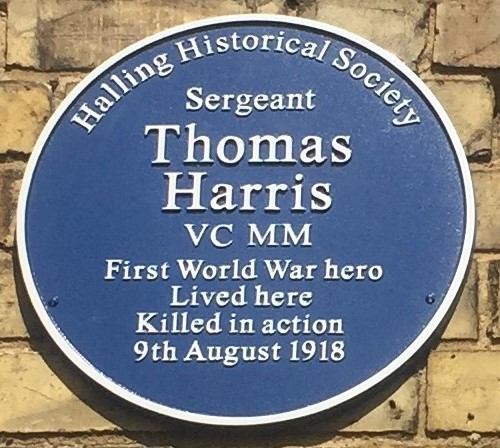 Halling Historical Society
Sergeant
Thomas
Harris
VC MM
First World War hero
Lived here
Killed in action
9th August 1918